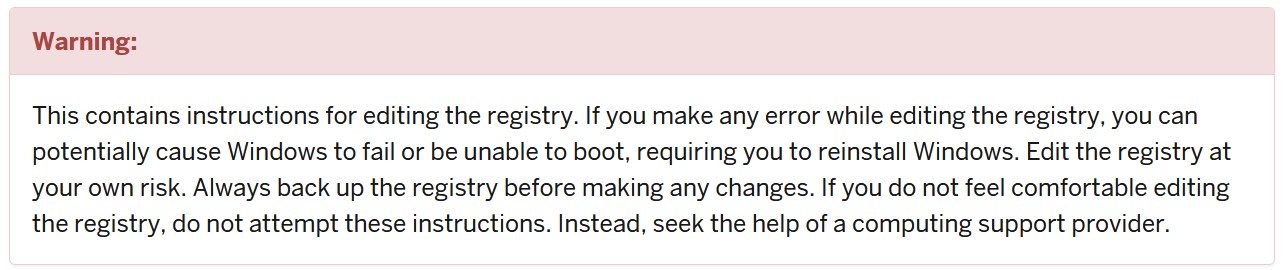 Warning:
This contains instructions for editing the registry. If you make any error while editing the registry, you can
potentially cause Windows to fail or be unable to boot, requiring you to reinstall Windows. Edit the registry at
your own risk. Always back up the registry before making any changes. If you do not feel comfortable editing
the registry, do not attempt these instructions. Instead, seek the help of a computing support provider.